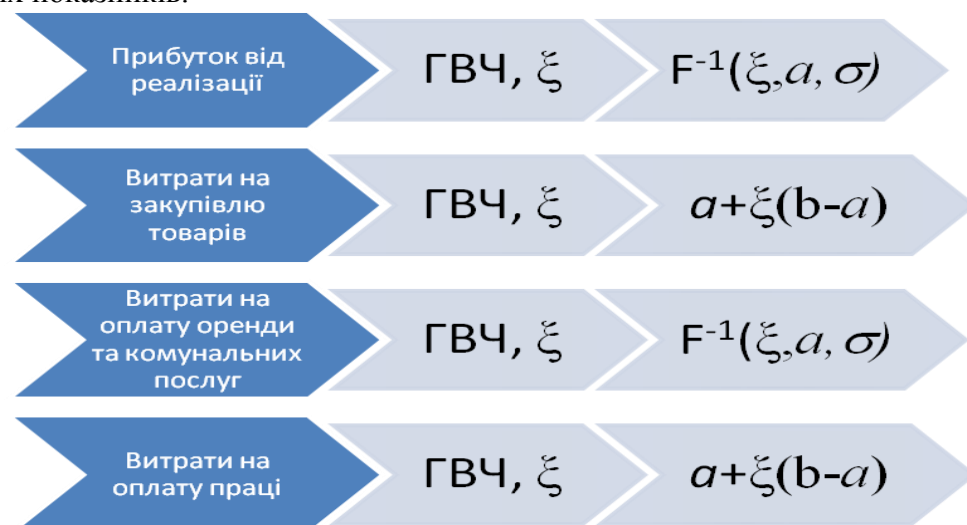 показників.
Прибуток від
реалізації
ГВЧ, ξ
F⁻¹(ξ,a, σ)
Витрати на
закупівлю
товарів
ГВЧ, ξ
a+ξ(b-a)
Витрати на
оплату оренди
та комунальних
послуг
ГВЧ, ξ
F⁻¹(ξ,a, σ)
Витрати на
оплату праці
ГВЧ, ξ
a+ξ(b-a)